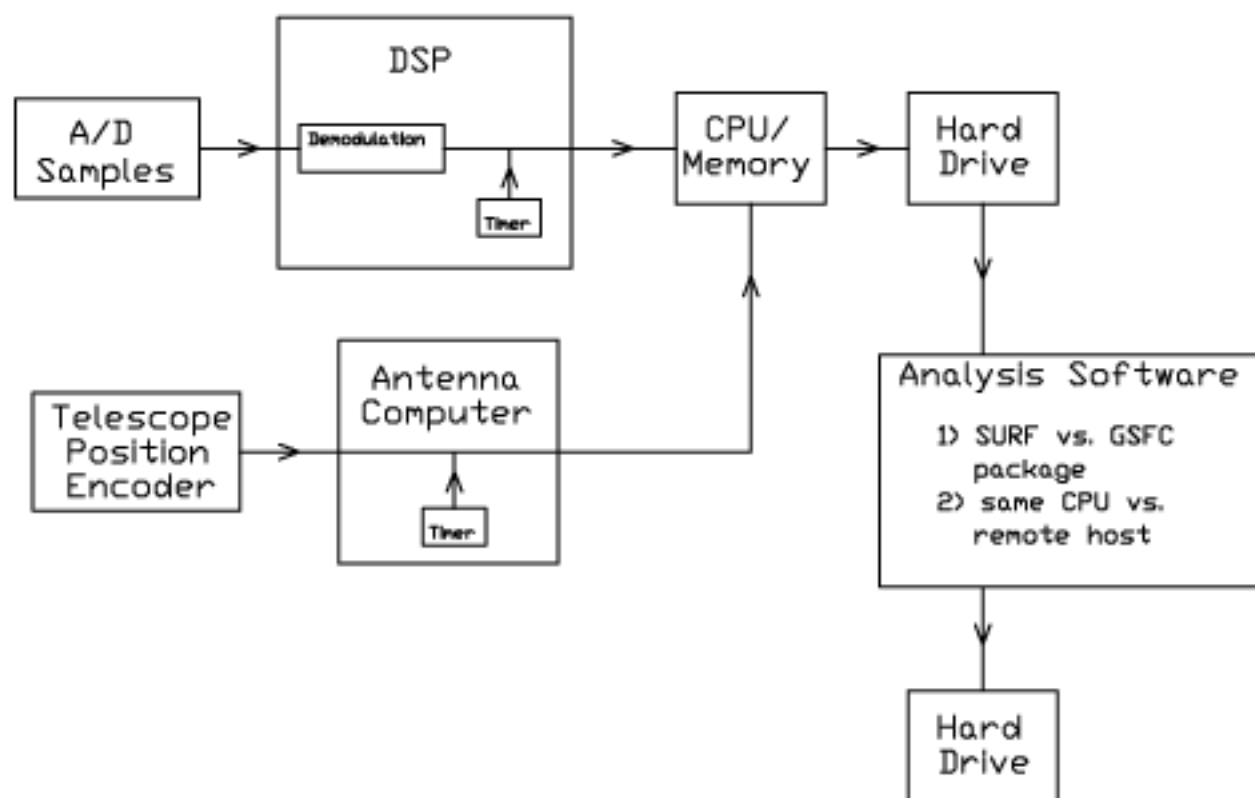 DSP
A/D
Samples
Demodulation
Timer
CPU/
Memory
Hard
Drive
Telescope
Position
Encoder
Antenna
Computer
Timer
Analysis Software
1) SURF vs. GSFC
package
2) same CPU vs.
remote host
Hard
Drive